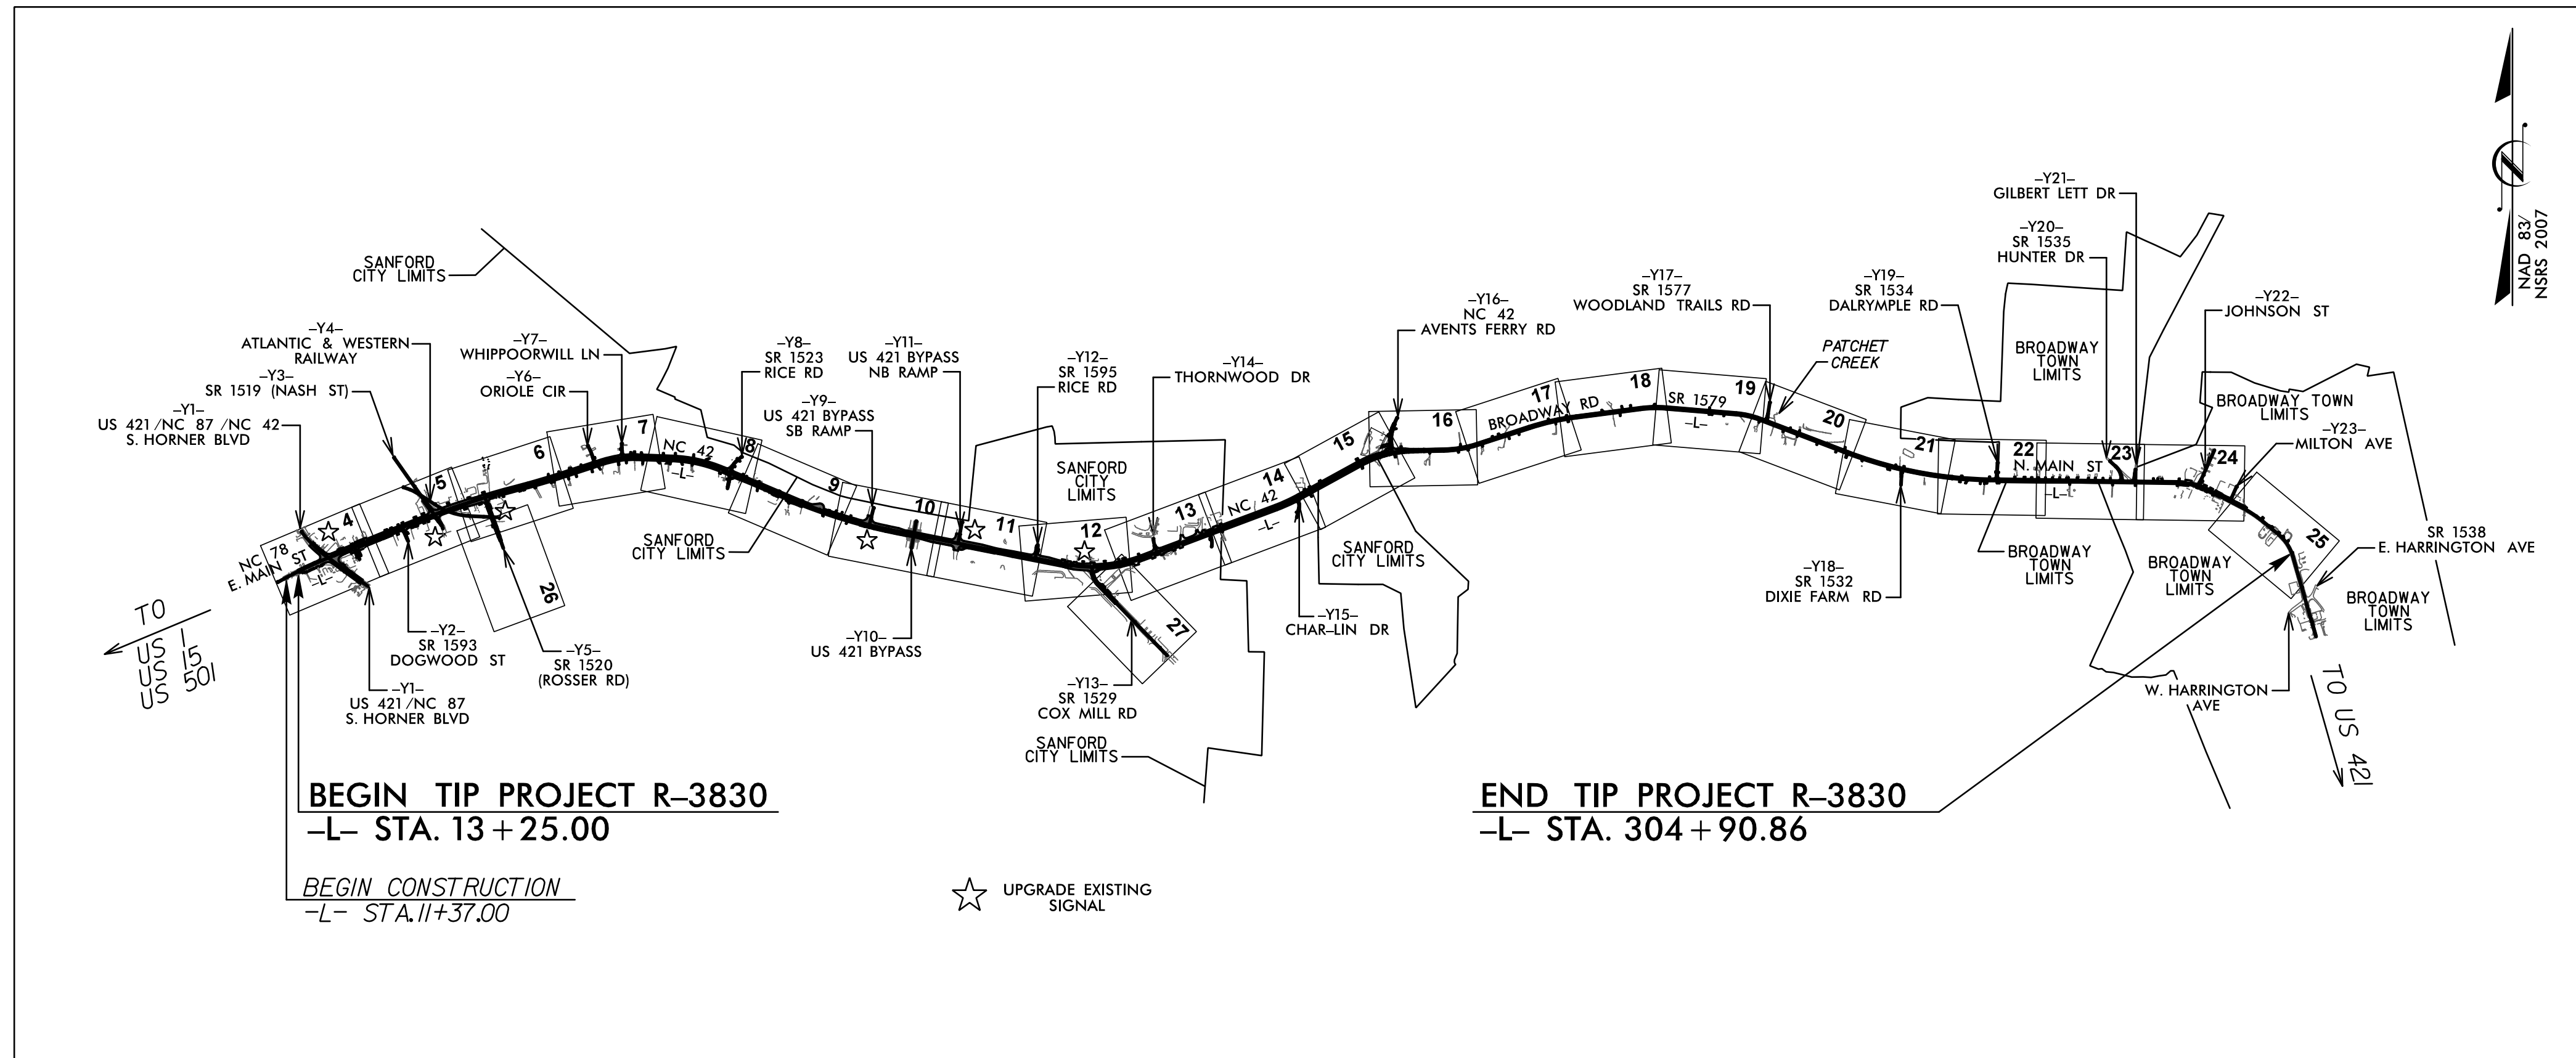 NAD 83/
NSRS 2007
–Y21–
GILBERT LETT DR
–Y20–
SR 1535
HUNTER DR
SANFORD
CITY LIMITS
–Y4–
ATLANTIC & WESTERN
RAILWAY
–Y3–
SR 1519 (NASH ST)
–Y1–
US 421/NC 87/NC 42
S. HORNER BLVD
–Y7–
WHIPPOORWILL LN
–Y6–
ORIOLE CIR
–Y8–
SR 1523
RICE RD
–Y11–
US 421 BYPASS
NB RAMP
–Y9–
US 421 BYPASS
SB RAMP
–Y12–
SR 1595
RICE RD
–Y14–
THORNWOOD DR
–Y16–
NC 42
AVENTS FERRY RD
–Y17–
SR 1577
WOODLAND TRAILS RD
PATCHET
CREEK
–Y19–
SR 1534
DALRYMPLE RD
BROADWAY
TOWN
LIMITS
–Y22–
JOHNSON ST
BROADWAY TOWN
LIMITS
–Y23–
MILTON AVE
4
5
6
7
8
9
10
11
12
13
14
15
16
17
18
19
20
21
22
23
24
25
26
27
NC 78
E. MAIN ST
–L–
NC 42
–L–
NC 42
–L–
BROADWAY RD
SR 1579
–L–
N. MAIN ST
–L–
SANFORD
CITY LIMITS
SANFORD
CITY
LIMITS
SANFORD
CITY LIMITS
TO
US 1
US 15
US 501
–Y2–
SR 1593
DOGWOOD ST
–Y5–
SR 1520
(ROSSER RD)
–Y1–
US 421/NC 87
S. HORNER BLVD
–Y10–
US 421 BYPASS
–Y13–
SR 1529
COX MILL RD
SANFORD
CITY LIMITS
–Y15–
CHAR–LIN DR
–Y18–
SR 1532
DIXIE FARM RD
BROADWAY
TOWN
LIMITS
BROADWAY
TOWN
LIMITS
SR 1538
E. HARRINGTON AVE
BROADWAY
TOWN
LIMITS
W. HARRINGTON
AVE
TO US 421
BEGIN TIP PROJECT R–3830
–L– STA. 13+25.00
END TIP PROJECT R–3830
–L– STA. 304+90.86
BEGIN CONSTRUCTION
-L- STA.11+37.00
UPGRADE EXISTING
SIGNAL